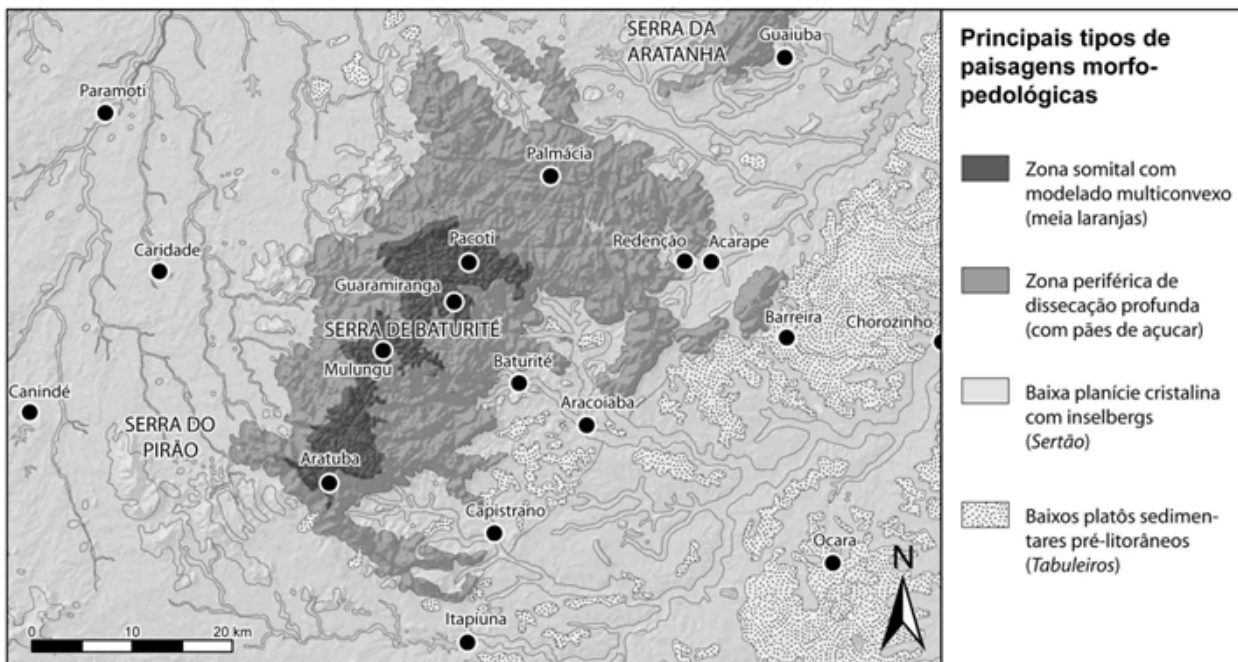 SERRA DA
ARATANHA
Guaiúba
Paramoti
Palmácia
Pacoti
Redenção
Acarape
Caridade
Guaramiranga
SERRA DE BATURITÉ
Barreira
Chorozinho
Mulungu
Baturité
Canindé
Aracoiaba
SERRA DO
PIRÃO
Aratuba
Capistrano
Ocara
N
Itapiuna
0 10 20 km
Principais tipos de
paisagens morfo-
pedológicas
Zona somital com
modelado multiconvexo
(meia laranjas)
Zona periférica de
dissecação profunda
(com pães de açucar)
Baixa planície cristalina
com inselbergs
(Sertão)
Baixos platôs sedimen-
tares pré-litorâneos
(Tabuleiros)